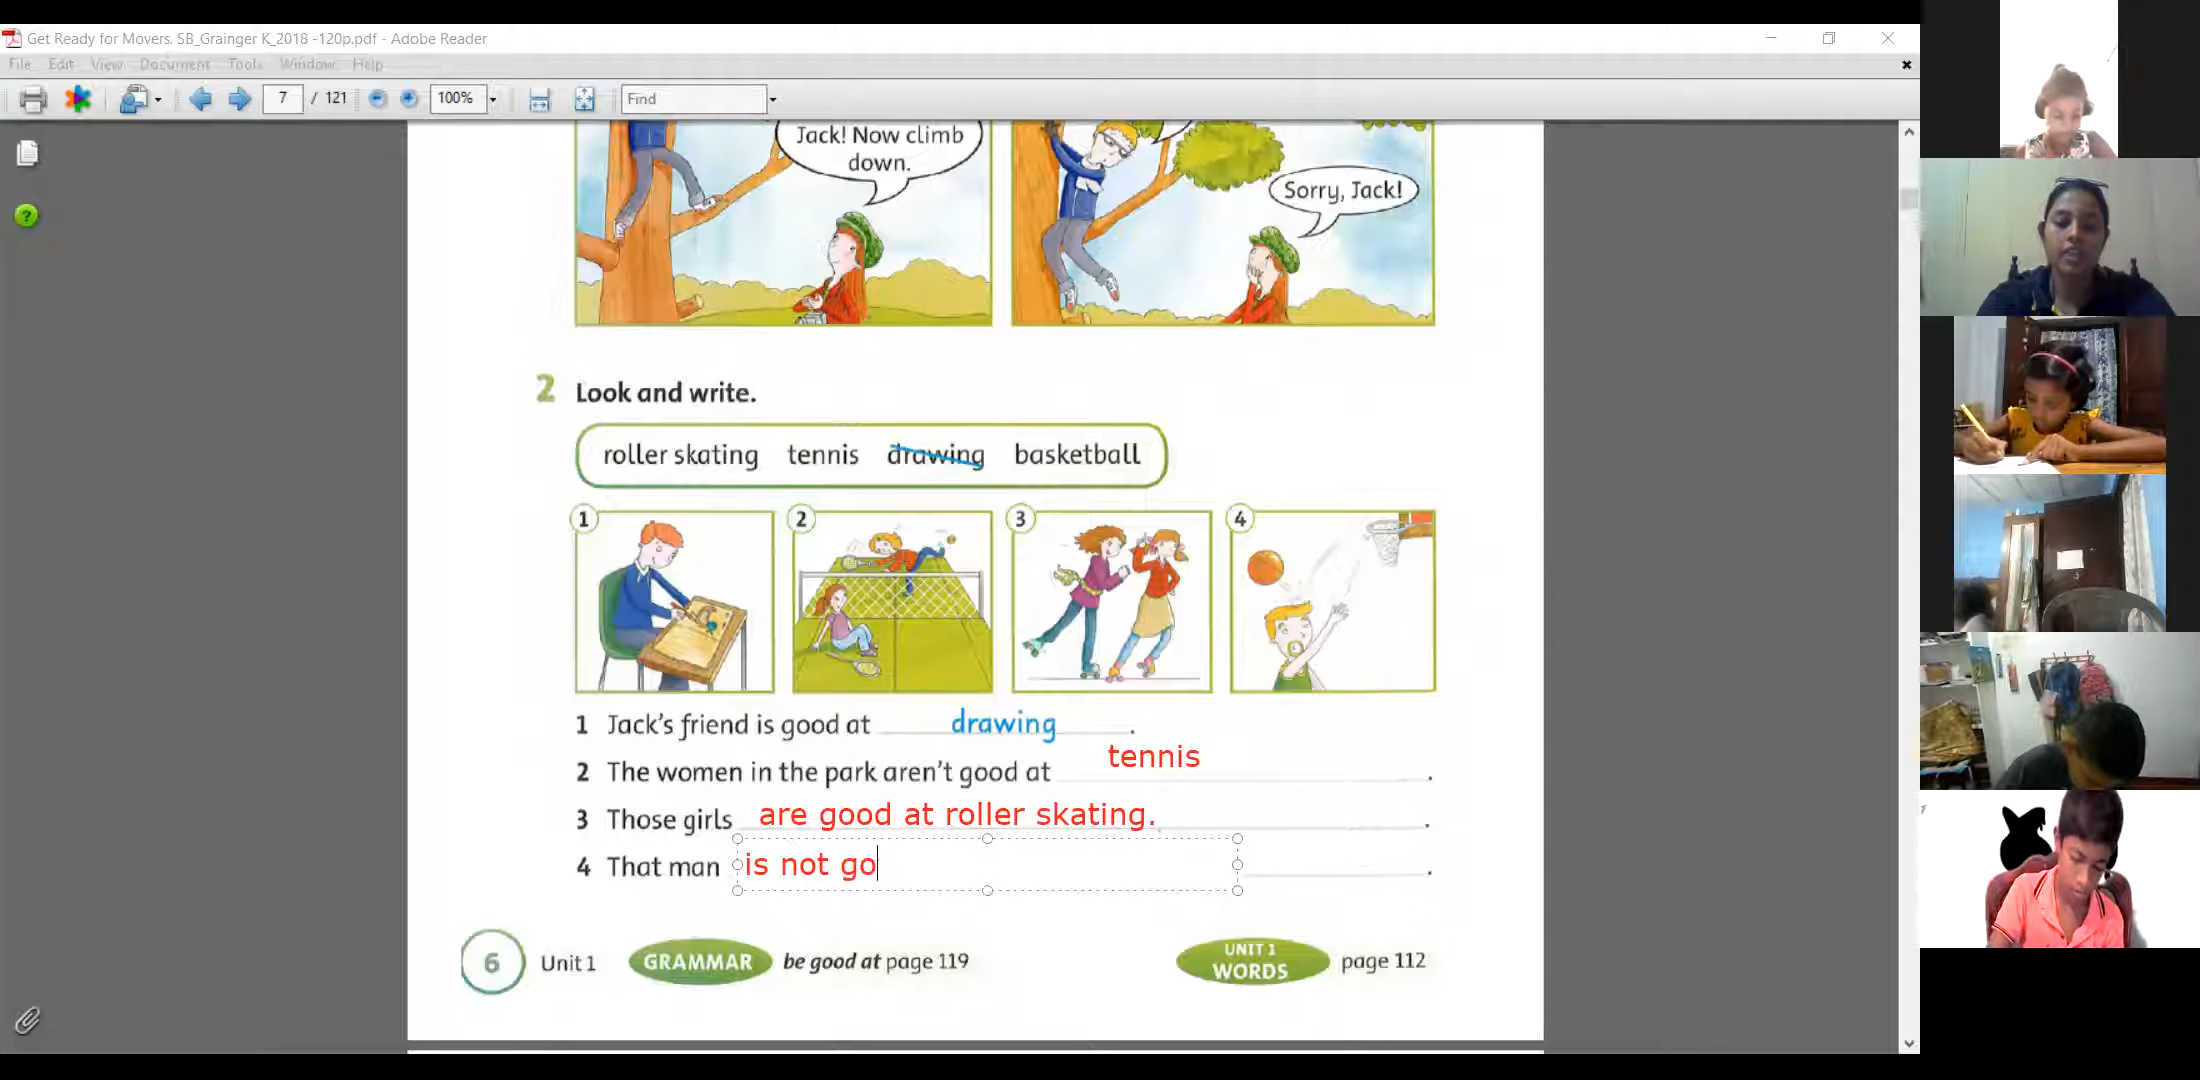 Get Ready for Movers. SB_Grainger K_2018 -120p.pdf - Adobe Reader
File Edit View Document Tools Window Help
7 / 121 100% Find
Jack! Now climb
down.
Sorry, Jack!
2 Look and write.
roller skating tennis drawing basketball
1 2 3 4
1 Jack's friend is good at drawing.
2 The women in the park aren't good at tennis.
3 Those girls are good at roller skating. .
4 That man is not go .
6 Unit 1 GRAMMAR be good at page 119 UNIT 1 WORDS page 112